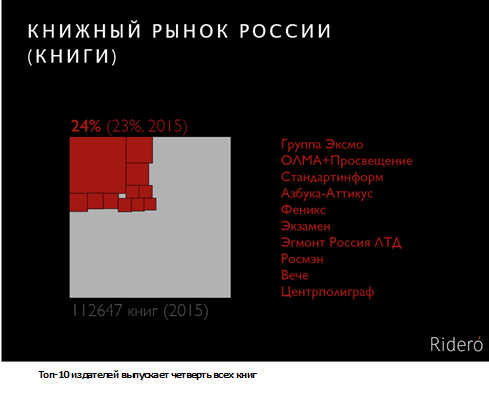 КНИЖНЫЙ РЫНОК РОССИИ
(КНИГИ)
24% (23%, 2015)
Группа Эксмо
ОЛМА+Просвещение
Стандартинформ
Азбука-Аттикус
Феникс
Экзамен
Эгмонт Россия ЛТД
Росмэн
Вече
Центрполиграф
112647 книг (2015)
Rideró
Топ-10 издателей выпускает четверть всех книг